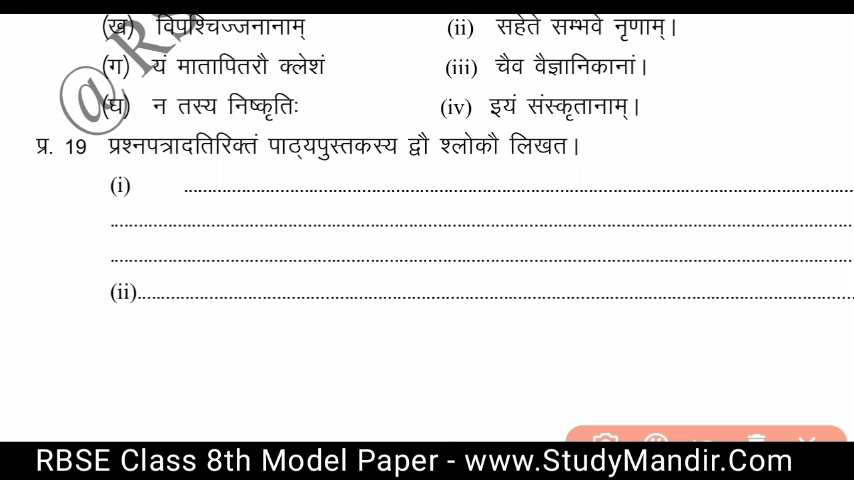 (ख) विपश्चिज्जनानाम् (ii) सहेते सम्भवे नृणाम्।
(ग) यं मातापितरौ क्लेशं (iii) चैव वैज्ञानिकानां।
(घ) न तस्य निष्कृतिः (iv) इयं संस्कृतानाम्।
प्र. 19 प्रश्नपत्रादतिरिक्तं पाठ्यपुस्तकस्य द्वौ श्लोकौ लिखत।
(i) ........................................................................
........................................................................
........................................................................
(ii)........................................................................
RBSE Class 8th Model Paper - www.StudyMandir.Com